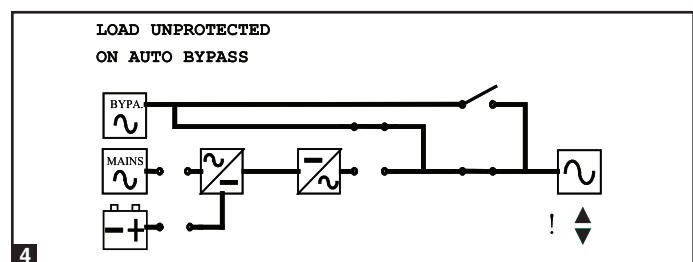 LOAD UNPROTECTED
ON AUTO BYPASS
BYPA.
MAINS
!
4